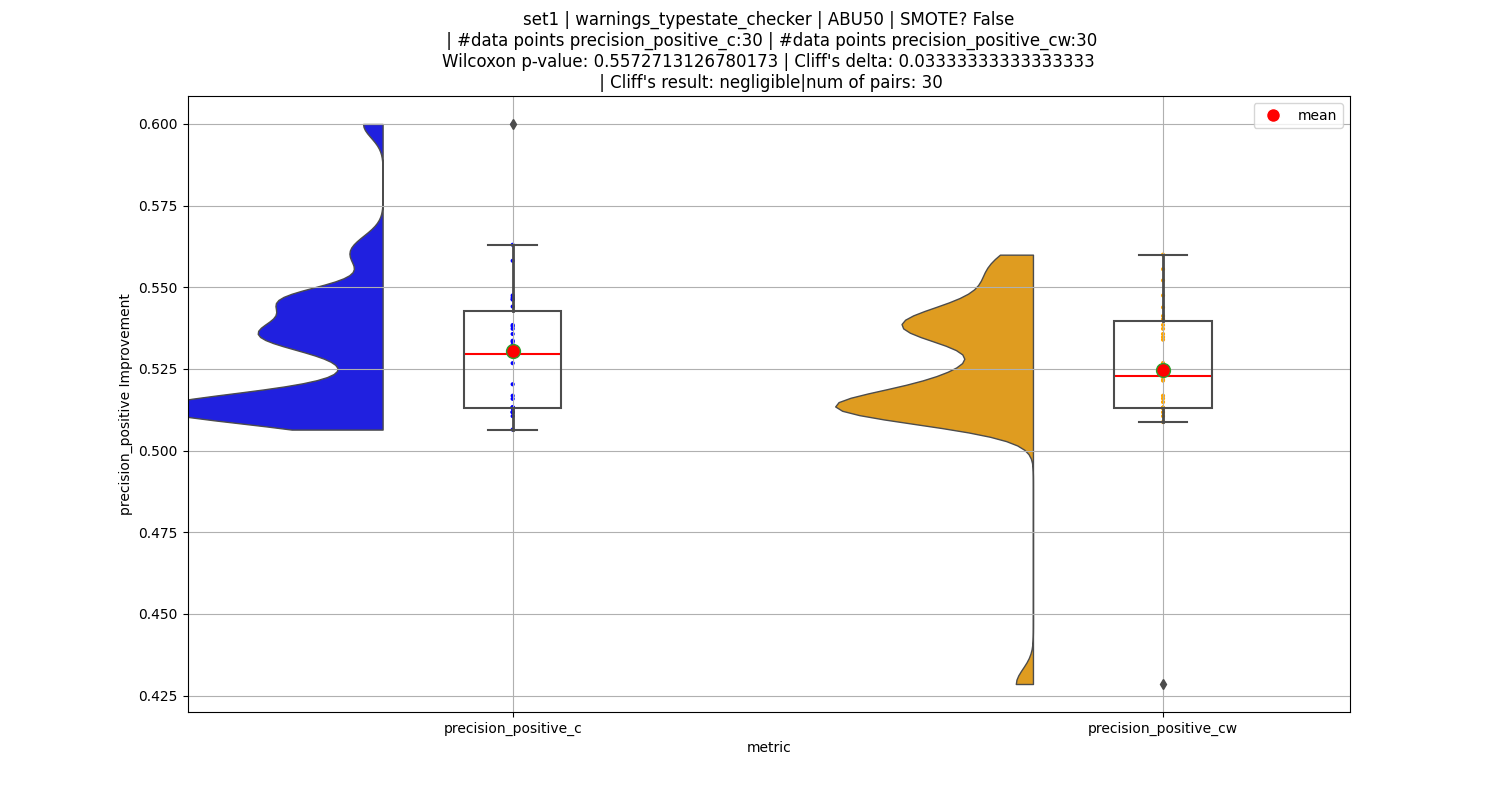 set1 | warnings_typestate_checker | ABU50 | SMOTE? False
| #data points precision_positive_c:30 | #data points precision_positive_cw:30
Wilcoxon p-value: 0.5572713126780173 | Cliff's delta: 0.03333333333333333
| Cliff's result: negligible|num of pairs: 30
mean
0.600
0.575
0.550
0.525
0.500
0.475
0.450
0.425
precision_positive Improvement
precision_positive_c
precision_positive_cw
metric